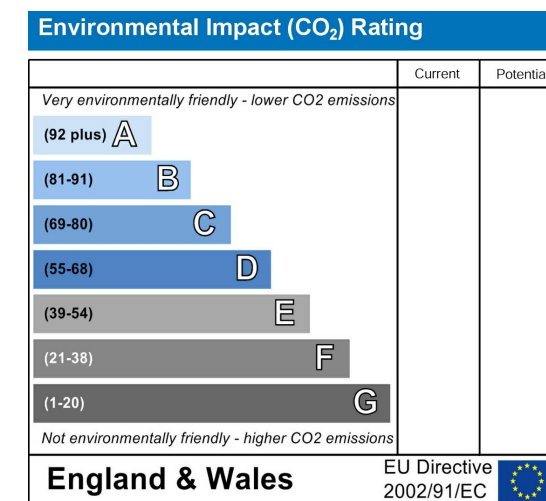 Environmental Impact (CO₂) Rating
Current Potentia
Very environmentally friendly - lower CO2 emissions
(92 plus) A
(81-91) B
(69-80) C
(55-68) D
(39-54) E
(21-38) F
(1-20) G
Not environmentally friendly - higher CO2 emissions
England & Wales
EU Directive
2002/91/EC